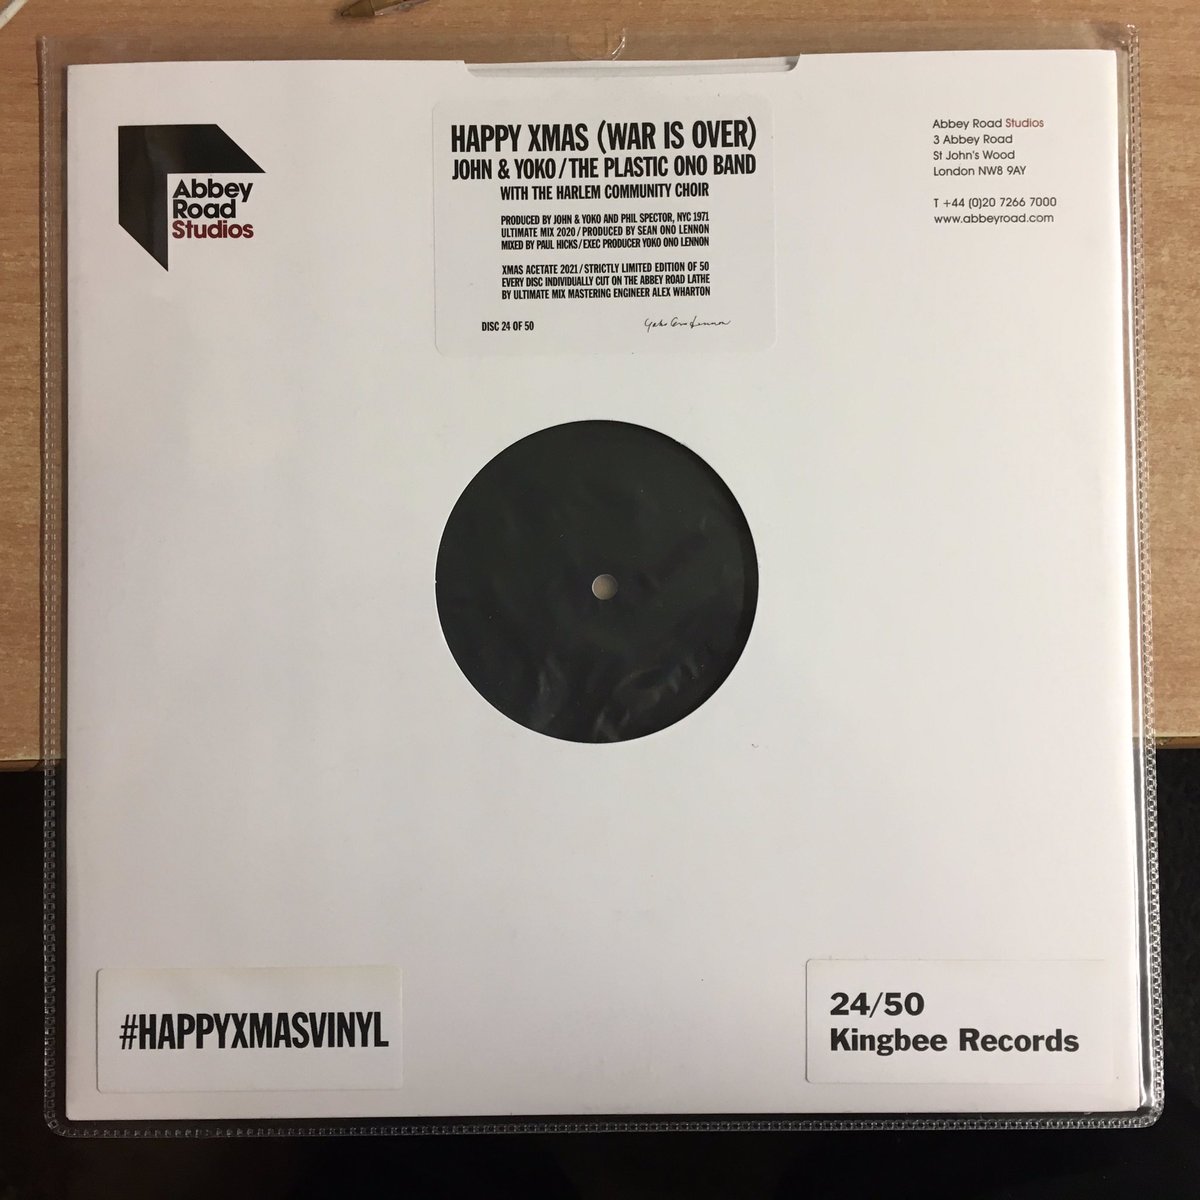 Abbey
Road
Studios
HAPPY XMAS (WAR IS OVER)
JOHN & YOKO / THE PLASTIC ONO BAND
WITH THE HARLEM COMMUNITY CHOIR
PRODUCED BY JOHN & YOKO AND PHIL SPECTOR, NYC 1971
ULTIMATE MIX 2020 / PRODUCED BY SEAN ONO LENNON
MIXED BY PAUL HICKS / EXEC PRODUCER YOKO ONO LENNON
XMAS ACETATE 2021 / STRICTLY LIMITED EDITION OF 50
EVERY DISC INDIVIDUALLY CUT ON THE ABBEY ROAD LATHE
BY ULTIMATE MIX MASTERING ENGINEER ALEX WHARTON
DISC 24 OF 50
Yoko Ono Lennon
Abbey Road Studios
3 Abbey Road
St John's Wood
London NW8 9AY
T +44 (0)20 7266 7000
www.abbeyroad.com
#HAPPYXMASVINYL
24/50
Kingbee Records